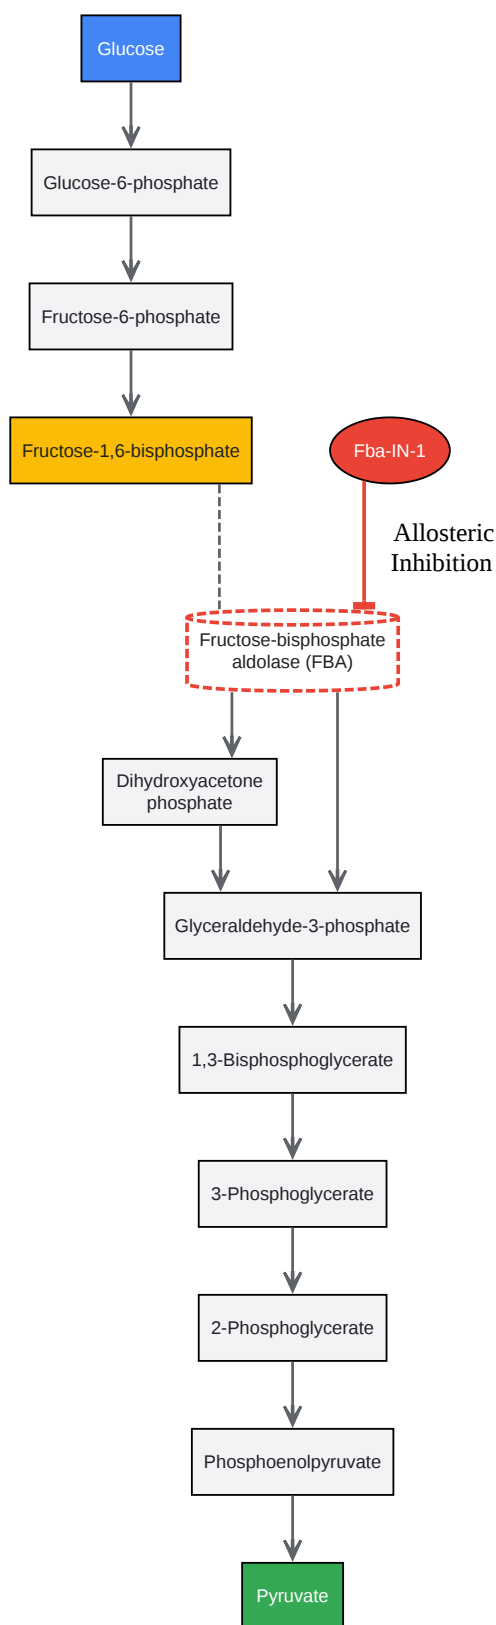 Glucose
Glucose-6-phosphate
Fructose-6-phosphate
Fructose-1,6-bisphosphate
Fba-IN-1
Allosteric
Inhibition
Fructose-bisphosphate
aldolase (FBA)
Dihydroxyacetone
phosphate
Glyceraldehyde-3-phosphate
1,3-Bisphosphoglycerate
3-Phosphoglycerate
2-Phosphoglycerate
Phosphoenolpyruvate
Pyruvate